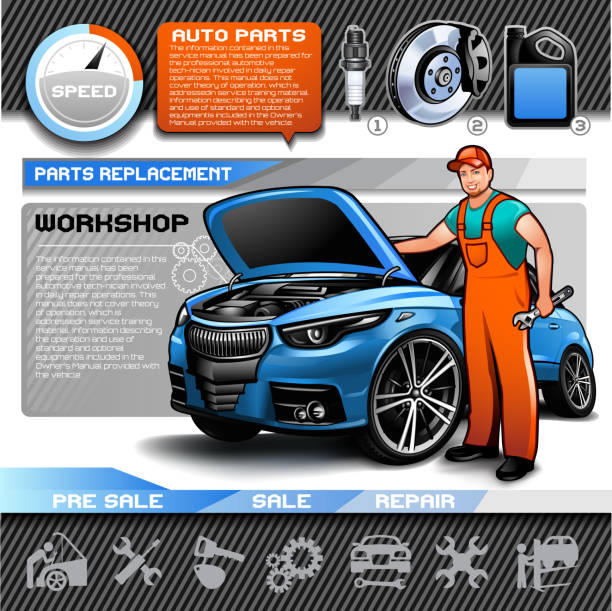 SPEED
AUTO PARTS
The information contained in this
service manual has been prepared for
the professional automotive
tech-nician involved in daily repair
operations. This manual does not
cover theory of operation, which is
addressedin service training material.
Information describing the operation
and use of standard and optional
equipmsntts included in the Owner's
Manual provided with the vehicle.
1
2
3
PARTS REPLACEMENT
WORKSHOP
The information contained in this
service manual has been
prepared for the professional
automotive tech-nician involved
in daily repair operations. This
manual does not cover theory of
operation, which is
addressedin service training
material. Information describing
the operation and use of
standard and optional
equipments included in the
Owner's Manual provided with
the vehicle
PRE SALE
SALE
REPAIR